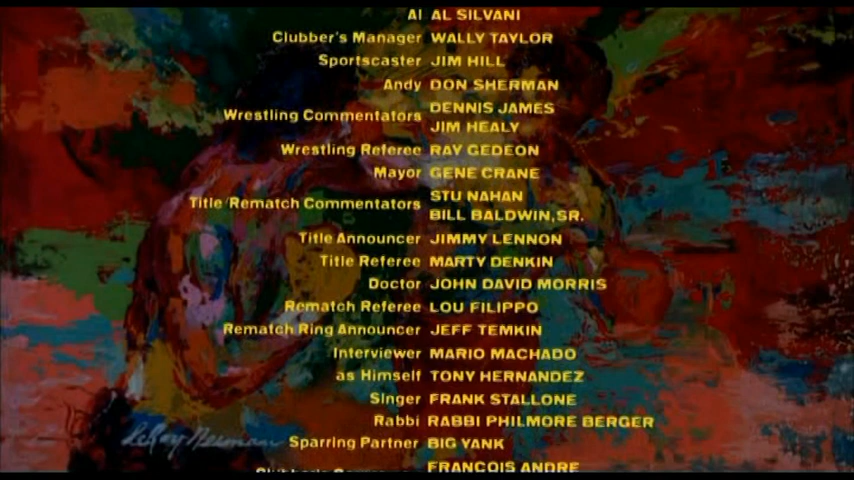 Al AL SILVANI
Clubber's Manager WALLY TAYLOR
Sportscaster JIM HILL
Andy DON SHERMAN
Wrestling Commentators DENNIS JAMES
JIM HEALY
Wrestling Referee RAY GEDEON
Mayor GENE CRANE
Title Rematch Commentators STU NAHAN
BILL BALDWIN, SR.
Title Announcer JIMMY LENNON
Title Referee MARTY DENKIN
Doctor JOHN DAVID MORRIS
Rematch Referee LOU FILIPPO
Rematch Ring Announcer JEFF TEMKIN
Interviewer MARIO MACHADO
as Himself TONY HERNANDEZ
Singer FRANK STALLONE
Rabbi RABBI PHILMORE BERGER
LeRoy Neiman
Sparring Partner BIG YANK
Clubber's FRANCOIS ANDRE